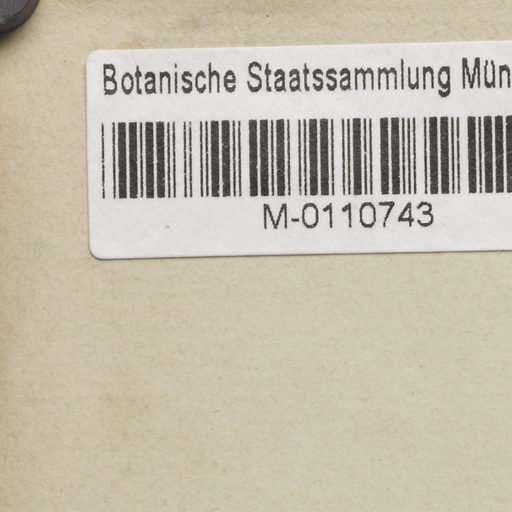 Botanische Staatssammlung Mün
M-0110743